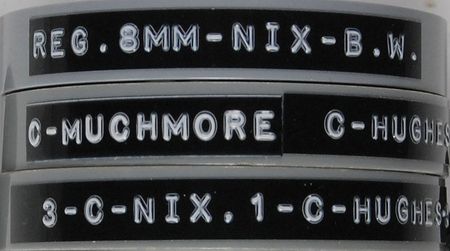 REG.8MM-NIX-B.W.
C-MUCHMORE C-HUGHES
3-C-NIX.1-C-HUGHES